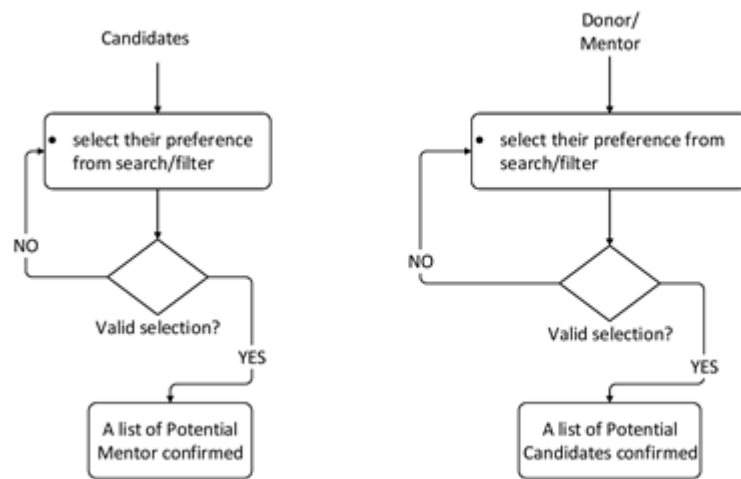 Candidates
• select their preference
from search/filter
NO
Valid selection?
YES
A list of Potential
Mentor confirmed
Donor/
Mentor
• select their preference from
search/filter
NO
Valid selection?
YES
A list of Potential
Candidates confirmed